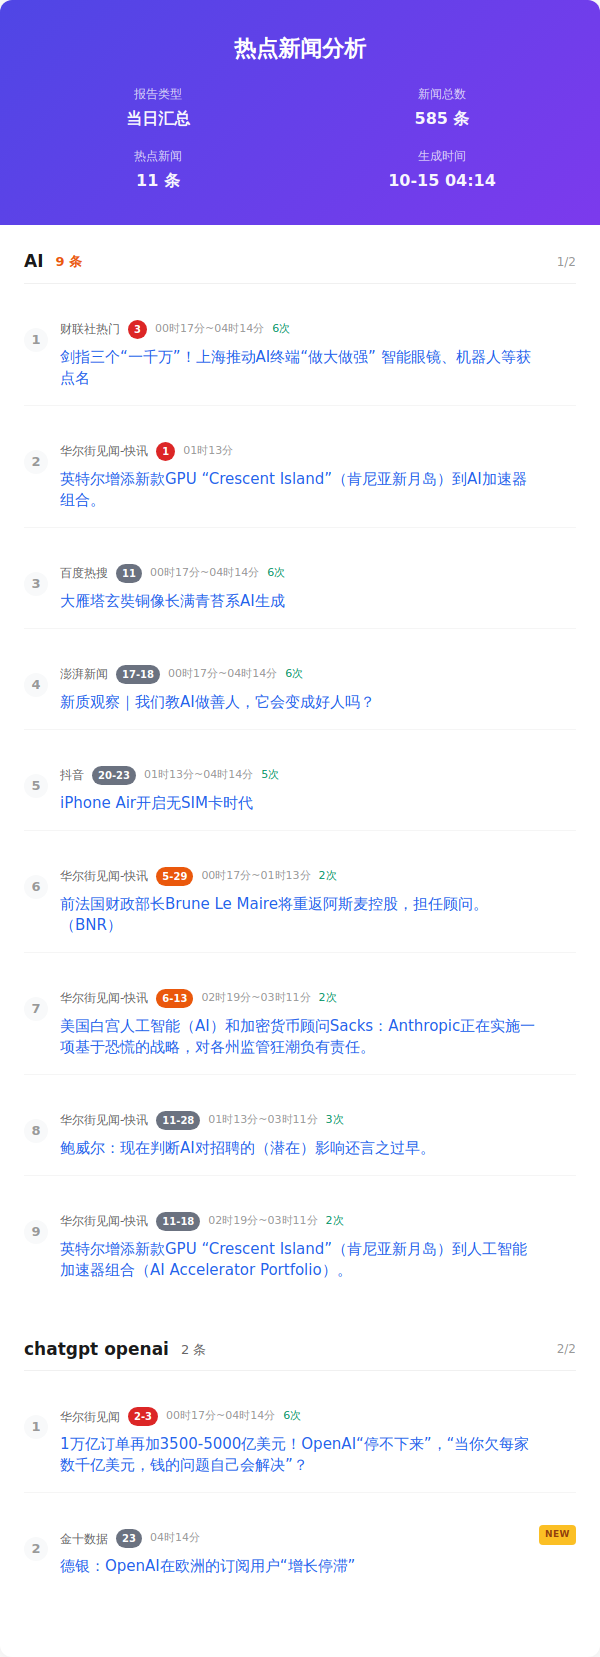 热点新闻分析
报告类型
当日汇总
新闻总数
585 条
热点新闻
11 条
生成时间
10-15 04:14
AI 9 条 1/2
1
财联社热门 3 00时17分~04时14分 6次
剑指三个“一千万”！上海推动AI终端“做大做强” 智能眼镜、机器人等获
点名
2
华尔街见闻-快讯 1 01时13分
英特尔增添新款GPU “Crescent Island”（肯尼亚新月岛）到AI加速器
组合。
3
百度热搜 11 00时17分~04时14分 6次
大雁塔玄奘铜像长满青苔系AI生成
4
澎湃新闻 17-18 00时17分~04时14分 6次
新质观察｜我们教AI做善人，它会变成好人吗？
5
抖音 20-23 01时13分~04时14分 5次
iPhone Air开启无SIM卡时代
6
华尔街见闻-快讯 5-29 00时17分~01时13分 2次
前法国财政部长Brune Le Maire将重返阿斯麦控股，担任顾问。
（BNR）
7
华尔街见闻-快讯 6-13 02时19分~03时11分 2次
美国白宫人工智能（AI）和加密货币顾问Sacks：Anthropic正在实施一
项基于恐慌的战略，对各州监管狂潮负有责任。
8
华尔街见闻-快讯 11-28 01时13分~03时11分 3次
鲍威尔：现在判断AI对招聘的（潜在）影响还言之过早。
9
华尔街见闻-快讯 11-18 02时19分~03时11分 2次
英特尔增添新款GPU “Crescent Island”（肯尼亚新月岛）到人工智能
加速器组合（AI Accelerator Portfolio）。
chatgpt openai 2 条 2/2
1
华尔街见闻 2-3 00时17分~04时14分 6次
1万亿订单再加3500-5000亿美元！OpenAI“停不下来”，“当你欠每家
数千亿美元，钱的问题自己会解决”？
2
金十数据 23 04时14分 NEW
德银：OpenAI在欧洲的订阅用户“增长停滞”